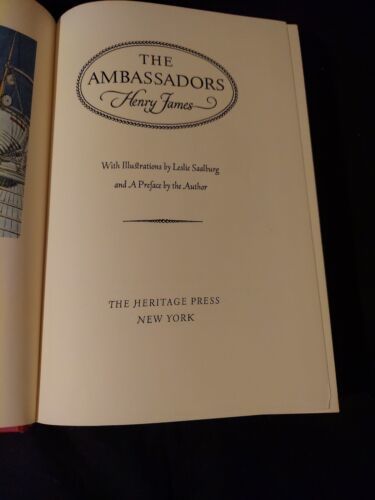 THE
AMBASSADORS
Henry James
With Illustrations by Leslie Saalburg
and A Preface by the Author
THE HERITAGE PRESS
NEW YORK